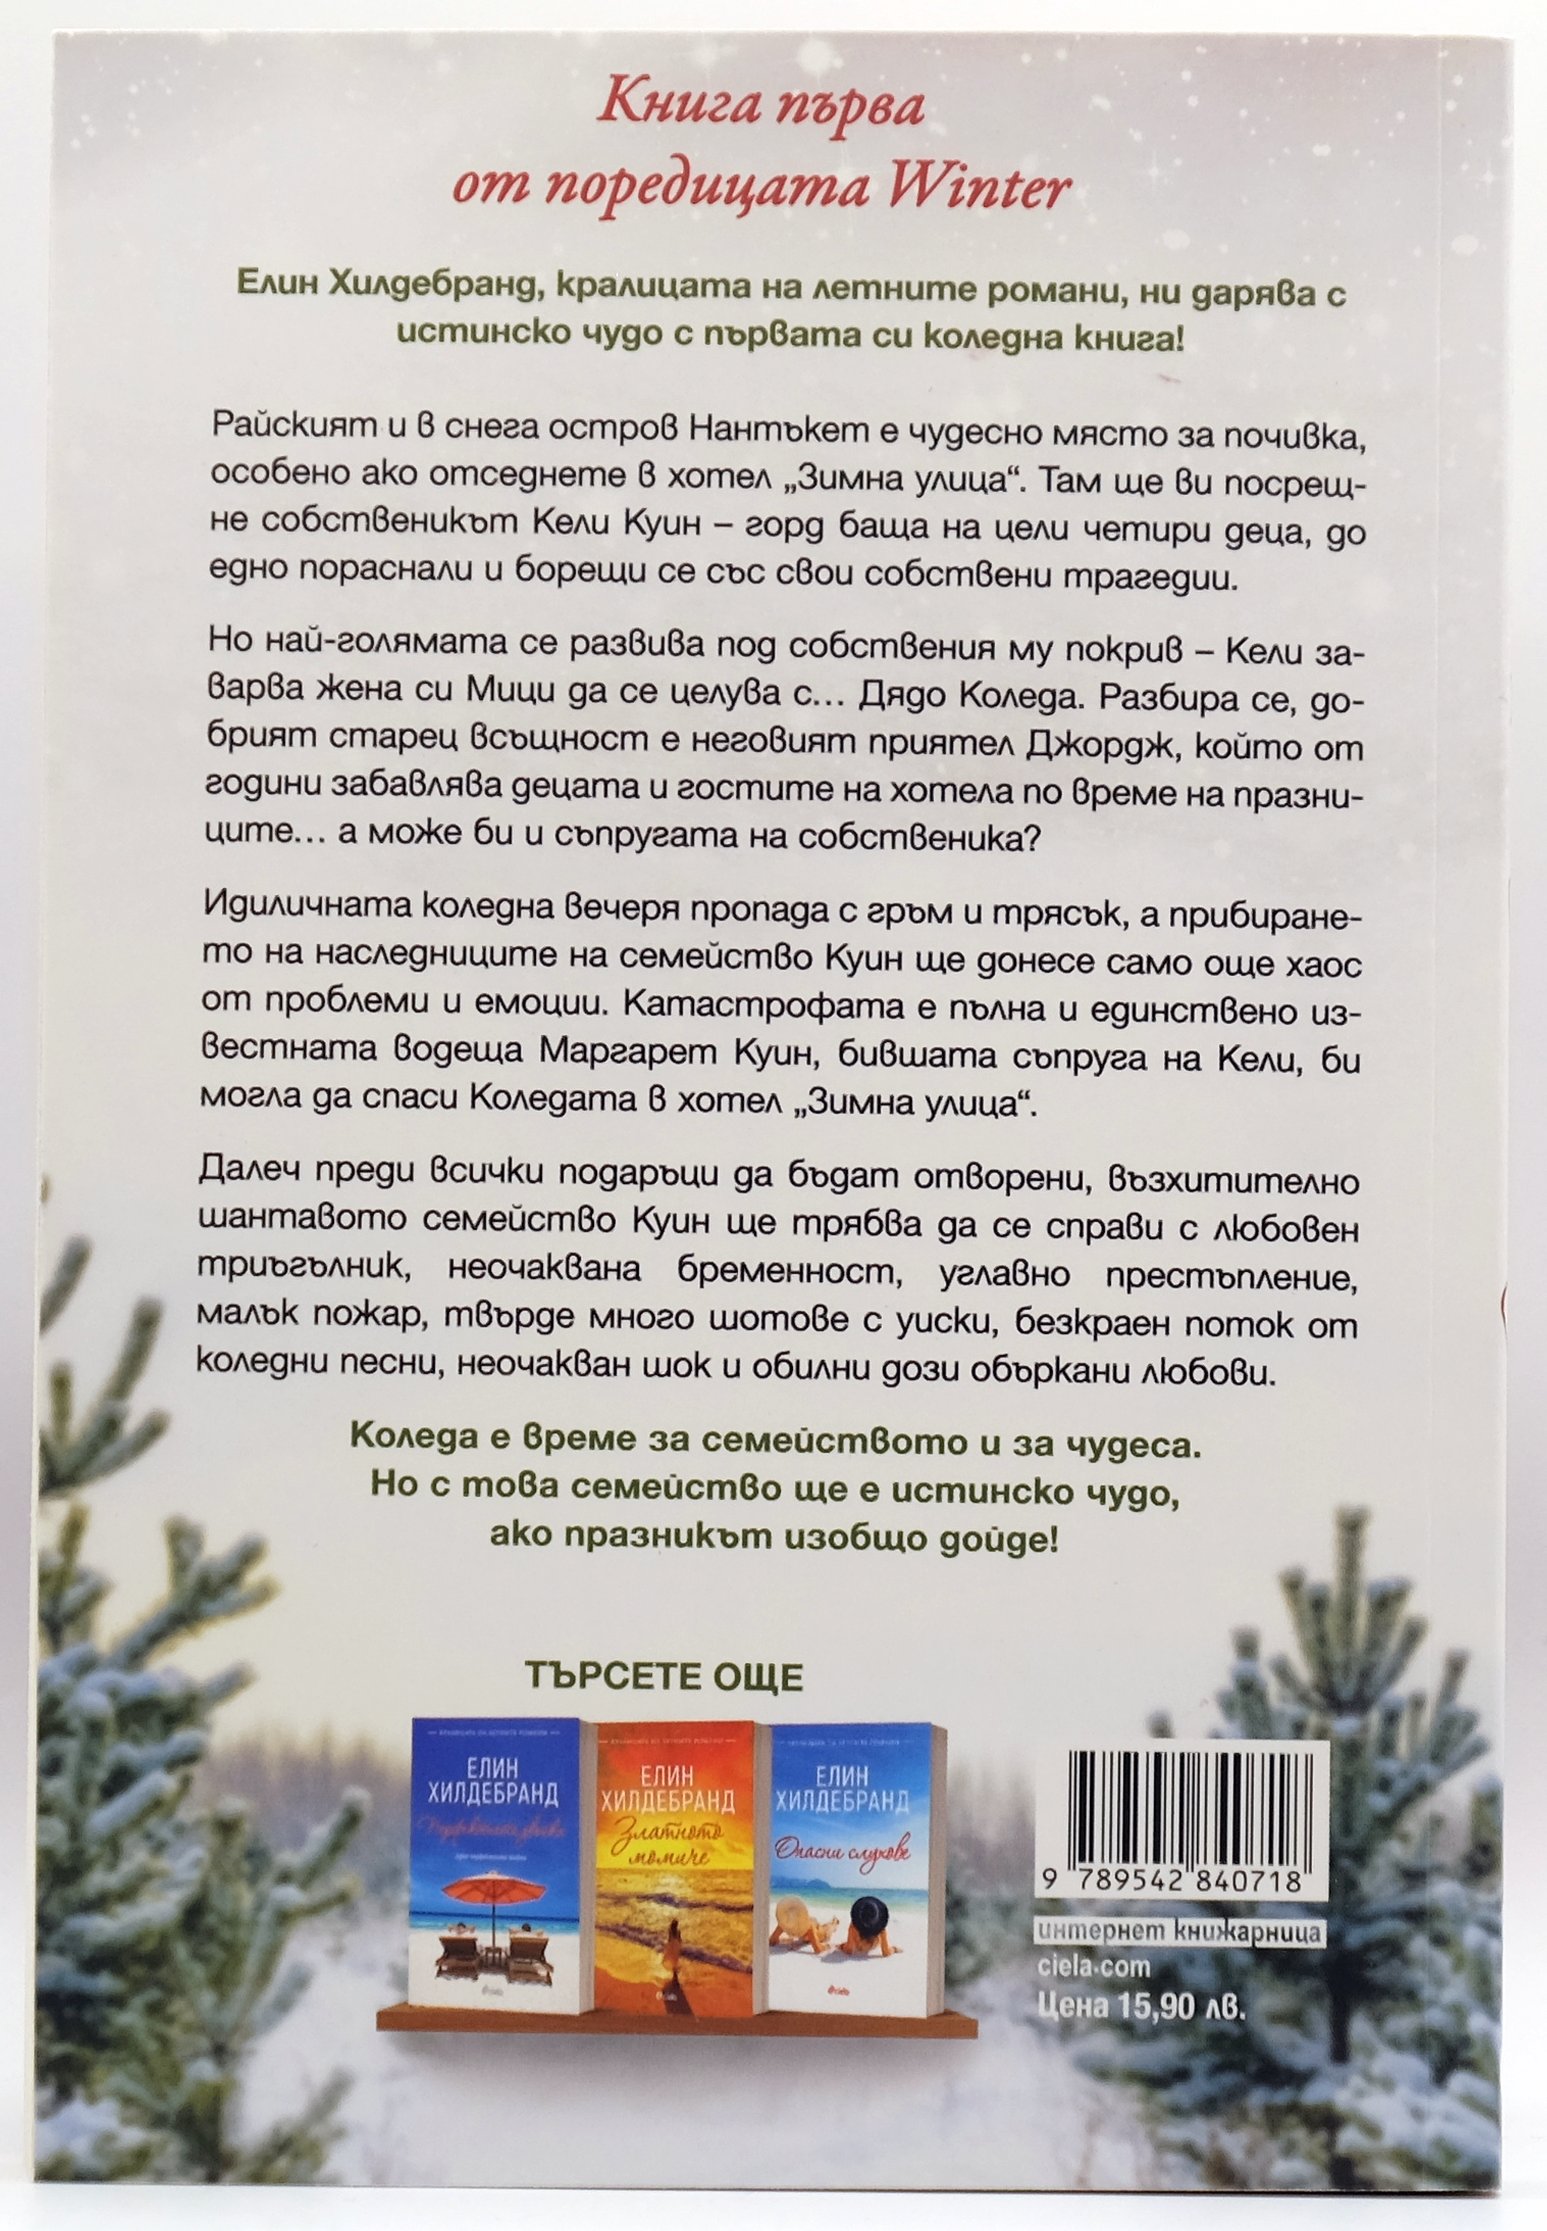 Книга първа
от поредицата Winter
Елин Хилдебранд, кралицата на летните романи, ни дарява с
истинско чудо с първата си коледна книга!
Райският и в снега остров Нантъкет е чудесно място за почивка,
особено ако отседнете в хотел „Зимна улица“. Там ще ви посрещ-
не собственикът Кели Куин – горд баща на цели четири деца, до
едно пораснали и борещи се със свои собствени трагедии.
Но най-голямата се развива под собствения му покрив – Кели за-
варва жена си Мици да се целува с... Дядо Коледа. Разбира се, до-
брият старец всъщност е неговият приятел Джордж, който от
години забавлява децата и гостите на хотела по време на празни-
ците... а може би и съпругата на собственика?
Идиличната коледна вечеря пропада с гръм и трясък, а прибиране-
то на наследниците на семейство Куин ще донесе само още хаос
от проблеми и емоции. Катастрофата е пълна и единствено из-
вестната водеща Маргарет Куин, бившата съпруга на Кели, би
могла да спаси Коледата в хотел „Зимна улица“.
Далеч преди всички подаръци да бъдат отворени, възхитително
шантавото семейство Куин ще трябва да се справи с любовен
триъгълник, неочаквана бременност, углавно престъпление,
малък пожар, твърде много шотове с уиски, безкраен поток от
коледни песни, неочакван шок и обилни дози объркани любови.
Коледа е време за семейството и за чудеса.
Но с това семейство ще е истинско чудо,
ако празникът изобщо дойде!
ТЪРСЕТЕ ОЩЕ
ЕЛИН
ХИЛДЕБРАНД
ЕЛИН
ХИЛДЕБРАНД
Златното
момиче
ЕЛИН
ХИЛДЕБРАНД
Опасни слухове
9 789542 840718
интернет книжарница
ciela.com
Цена 15,90 лв.